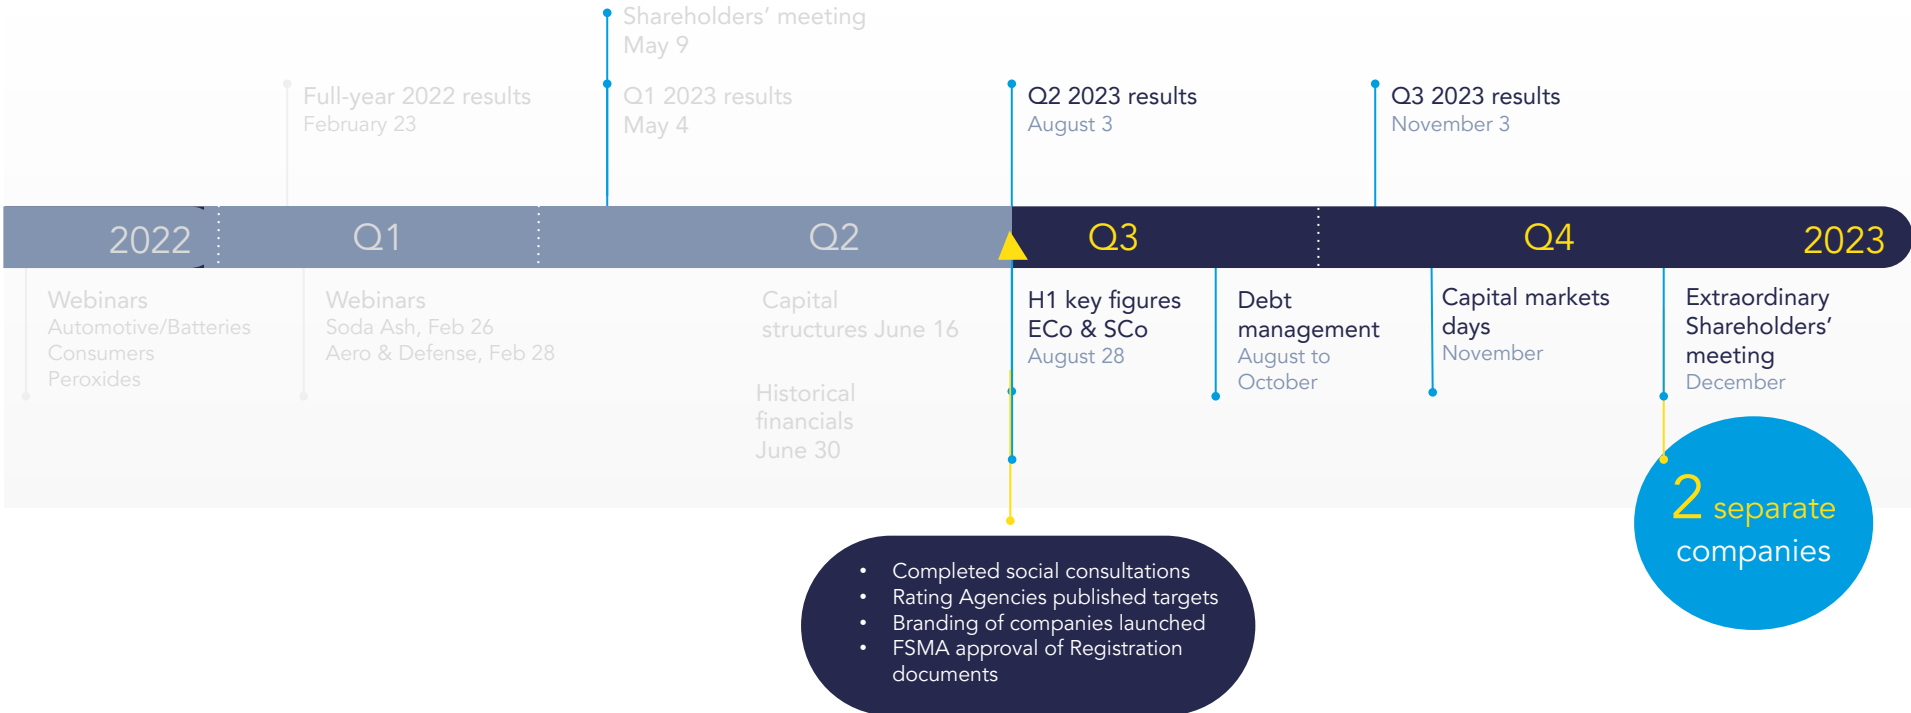 Shareholders’ meeting
May 9
Full-year 2022 results
February 23
Q1 2023 results
May 4
Q2 2023 results
August 3
Q3 2023 results
November 3
2022
Q1
Q2
Q3
Q4
2023
Webinars
Automotive/Batteries
Consumers
Peroxides
Webinars
Soda Ash, Feb 26
Aero & Defense, Feb 28
Capital
structures June 16
Historical
financials
June 30
H1 key figures
ECo & SCo
August 28
Debt
management
August to
October
Capital markets
days
November
Extraordinary
Shareholders’
meeting
December
2 separate
companies
• Completed social consultations
• Rating Agencies published targets
• Branding of companies launched
• FSMA approval of Registration
documents